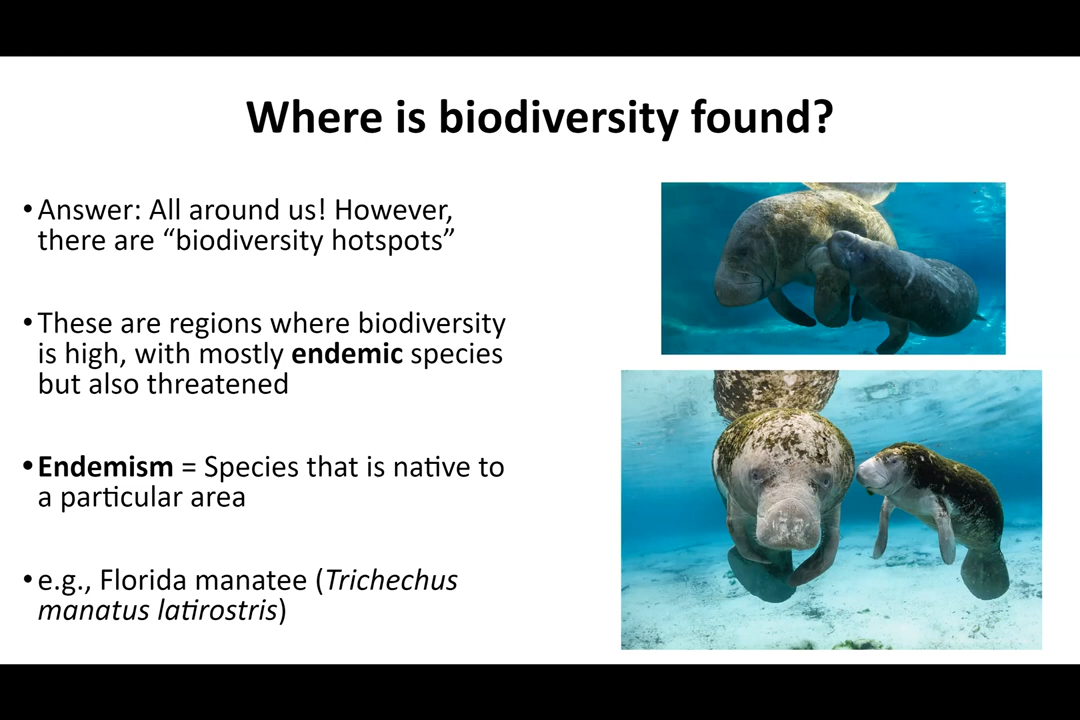 Where is biodiversity found?
•Answer: All around us! However,
there are “biodiversity hotspots”
•These are regions where biodiversity
is high, with mostly endemic species
but also threatened
•Endemism = Species that is native to
a particular area
•e.g., Florida manatee (Trichechus
manatus latirostris)